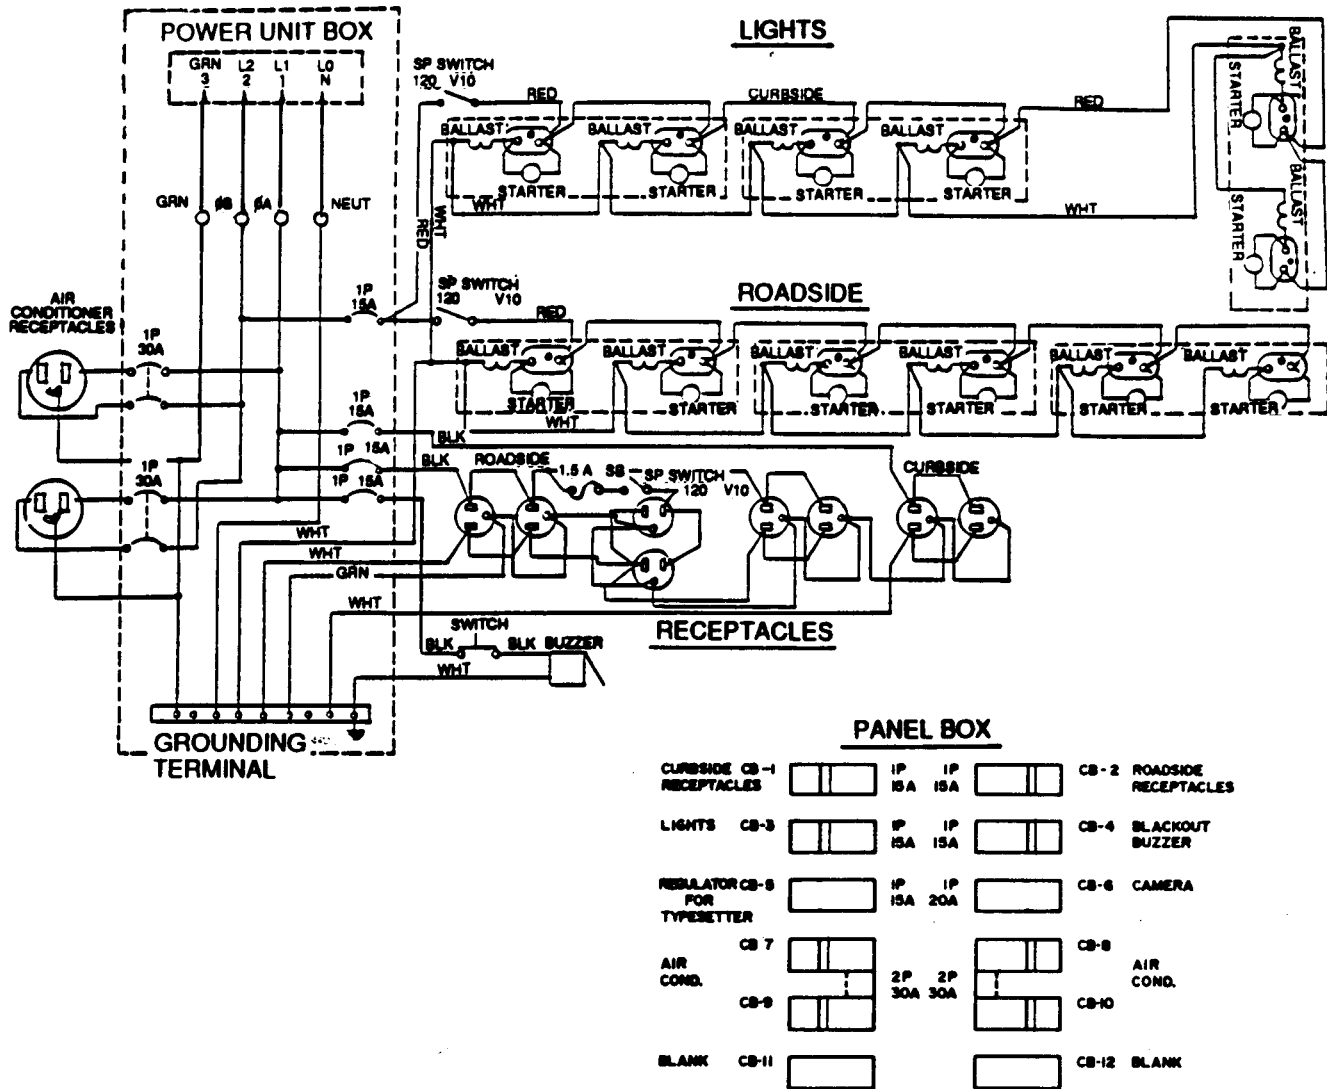 POWER UNIT BOX
GRN L2 L1 L0
3 2 1 N
GRN ØB ØA NEUT
LIGHTS
SP SWITCH
120 V10
RED
CURBSIDE
RED
BALLAST BALLAST BALLAST BALLAST
STARTER STARTER STARTER STARTER
WHT
WHT
BALLAST
STARTER
BALLAST
STARTER
WHT
RED
1P
15A
SP SWITCH
120 V10
ROADSIDE
RED
BALLAST BALLAST BALLAST BALLAST BALLAST BALLAST
STARTER STARTER STARTER STARTER STARTER STARTER
WHT
AIR
CONDITIONER
RECEPTACLES
1P
30A
1P
15A
BLK
1P 15A
BLK
1P 15A
1P
30A
ROADSIDE
1.5 A SB SP SWITCH
120 V10
CURBSIDE
WHT
WHT
GRN
WHT
RECEPTACLES
SWITCH
BLK BLK BUZZER
WHT
GROUNDING
TERMINAL
PANEL BOX
CURBSIDE CB-1 1P 1P CB-2 ROADSIDE
RECEPTACLES 15A 15A RECEPTACLES
LIGHTS CB-3 1P 1P CB-4 BLACKOUT
15A 15A BUZZER
REGULATOR CB-5 1P 1P CB-6 CAMERA
FOR 15A 20A
TYPESETTER
CB 7 CB-8
AIR 2P 2P AIR
COND. 30A 30A COND.
CB-9 CB-10
BLANK CB-11 CB-12 BLANK